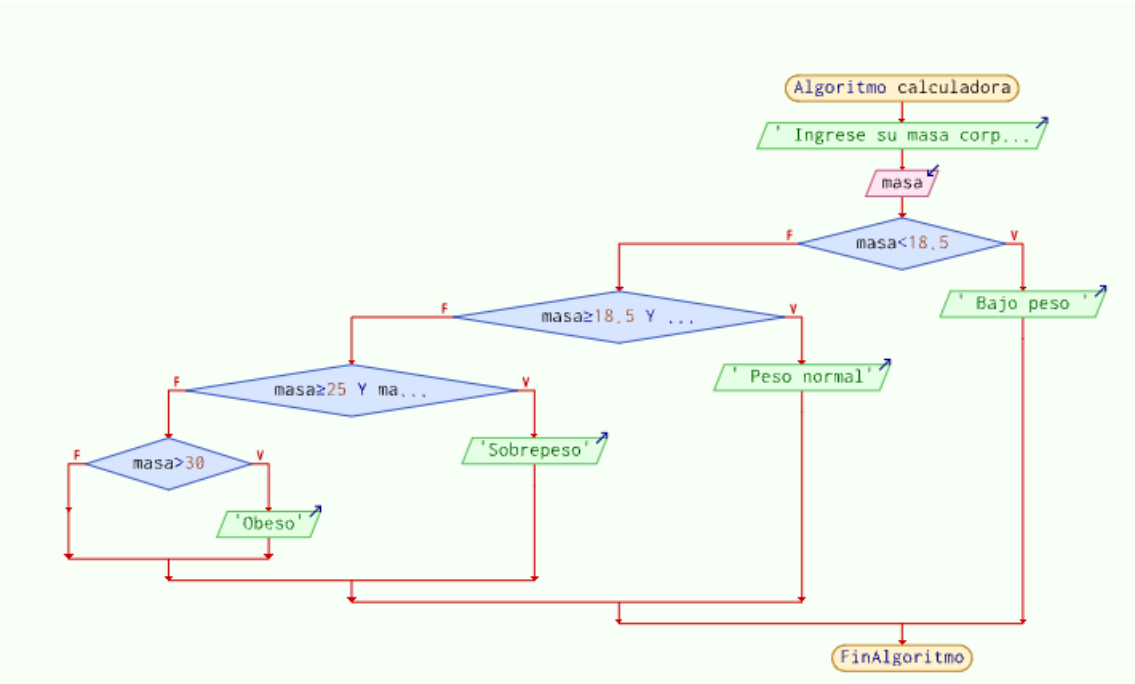 Algoritmo calculadora
' Ingrese su masa corp...
masa
masa<18.5
F
V
' Bajo peso '
masa≥18.5 Y ...
F
V
' Peso normal'
masa≥25 Y ma...
F
V
'Sobrepeso'
masa>30
F
V
'Obeso'
FinAlgoritmo